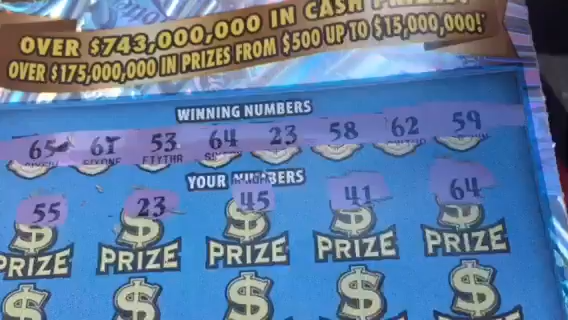 OVER $743,000,000 IN CASH PRIZES!
OVER $175,000,000 IN PRIZES FROM $500 UP TO $15,000,000!
WINNING NUMBERS
65 61 53 64 23 58 62 59
SIXONE FIYTHR
YOUR NUMBERS
55 23 45 41 64
$ $ $ $ $
PRIZE PRIZE PRIZE PRIZE PRIZE
$ $ $ $ $